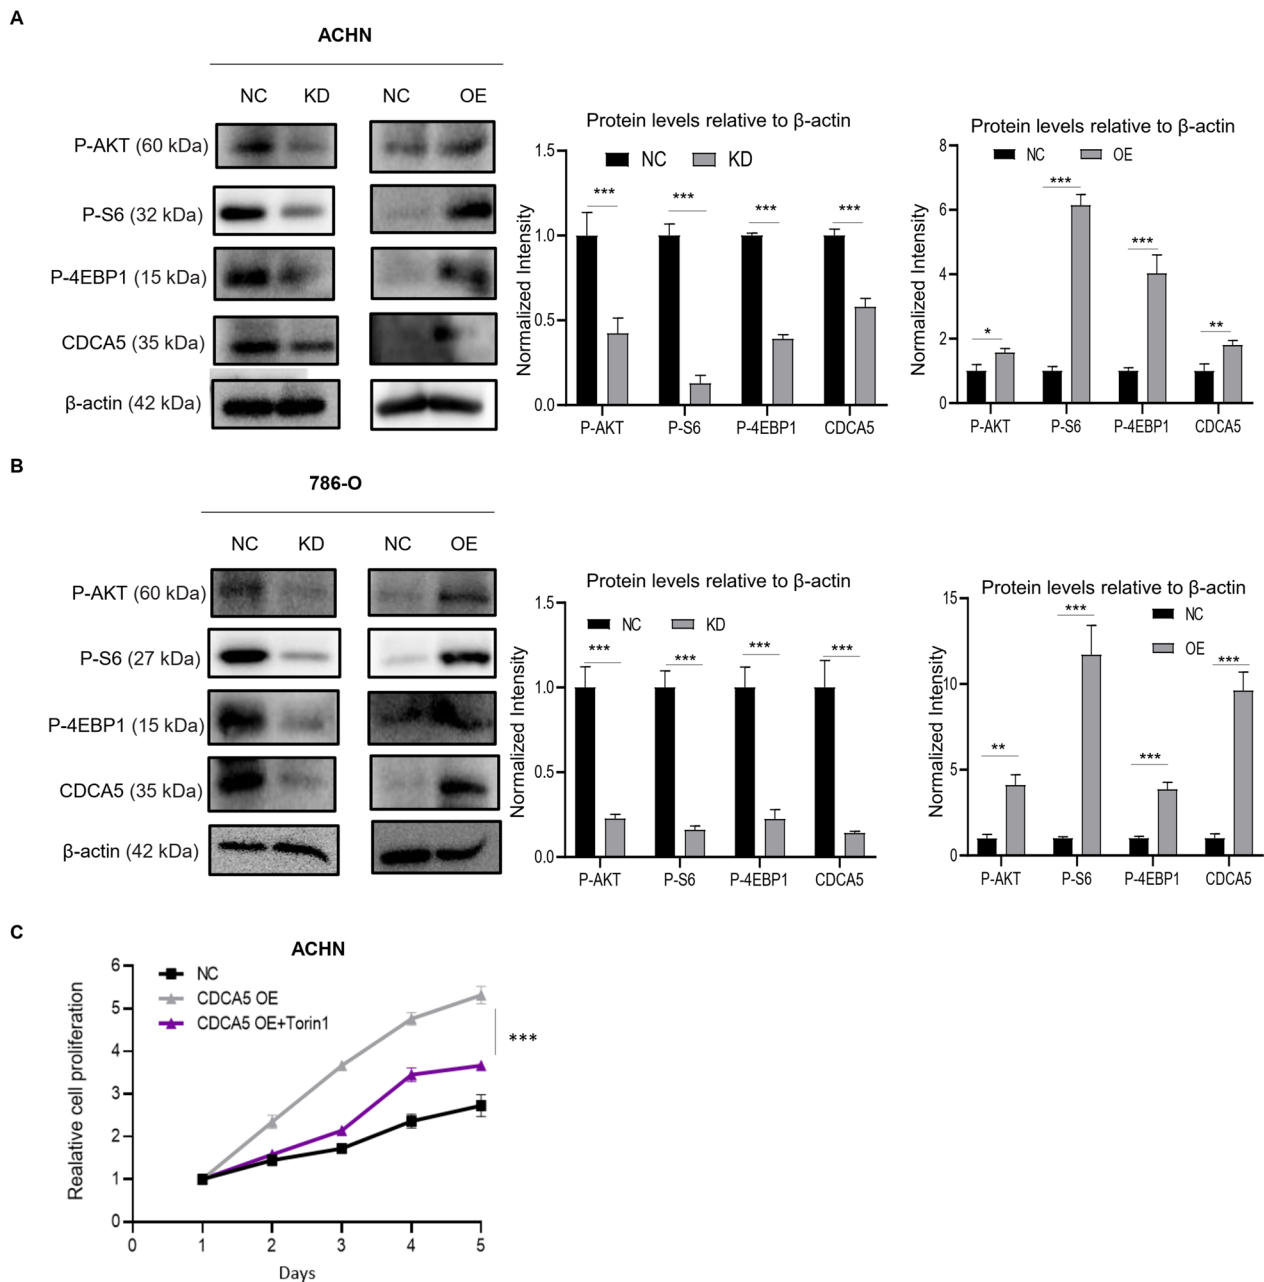 A
ACHN
NC KD NC OE
P-AKT (60 kDa)
P-S6 (32 kDa)
P-4EBP1 (15 kDa)
CDCA5 (35 kDa)
β-actin (42 kDa)
Protein levels relative to β-actin
NC KD
Normalized Intensity
1.5
1.0
0.5
0.0
*** *** *** ***
P-AKT P-S6 P-4EBP1 CDCA5
Protein levels relative to β-actin
NC OE
Normalized Intensity
8
6
4
2
0
* *** *** **
P-AKT P-S6 P-4EBP1 CDCA5
B
786-O
NC KD NC OE
P-AKT (60 kDa)
P-S6 (27 kDa)
P-4EBP1 (15 kDa)
CDCA5 (35 kDa)
β-actin (42 kDa)
Protein levels relative to β-actin
NC KD
Normalized Intensity
1.5
1.0
0.5
0.0
*** *** *** ***
P-AKT P-S6 P-4EBP1 CDCA5
Protein levels relative to β-actin
NC
OE
Normalized Intensity
15
10
5
0
** *** *** ***
P-AKT P-S6 P-4EBP1 CDCA5
C
ACHN
NC
CDCA5 OE
CDCA5 OE+Torin1
Realative cell proliferation
6
5
4
3
2
1
0
***
0 1 2 3 4 5
Days